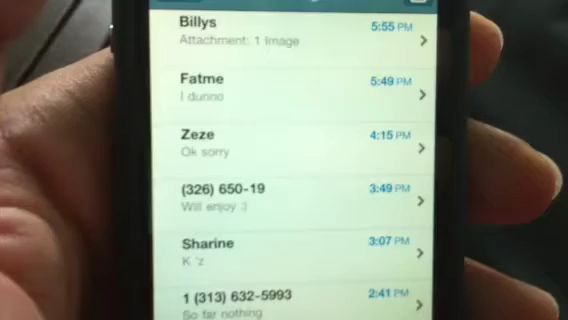 Billys
5:55 PM
Attachment: 1 Image
Fatme
5:49 PM
I dunno
Zeze
4:15 PM
Ok sorry
(326) 650-19
3:49 PM
Will enjoy :)
Sharine
3:07 PM
K 'z
1 (313) 632-5993
2:41 PM
So far nothing